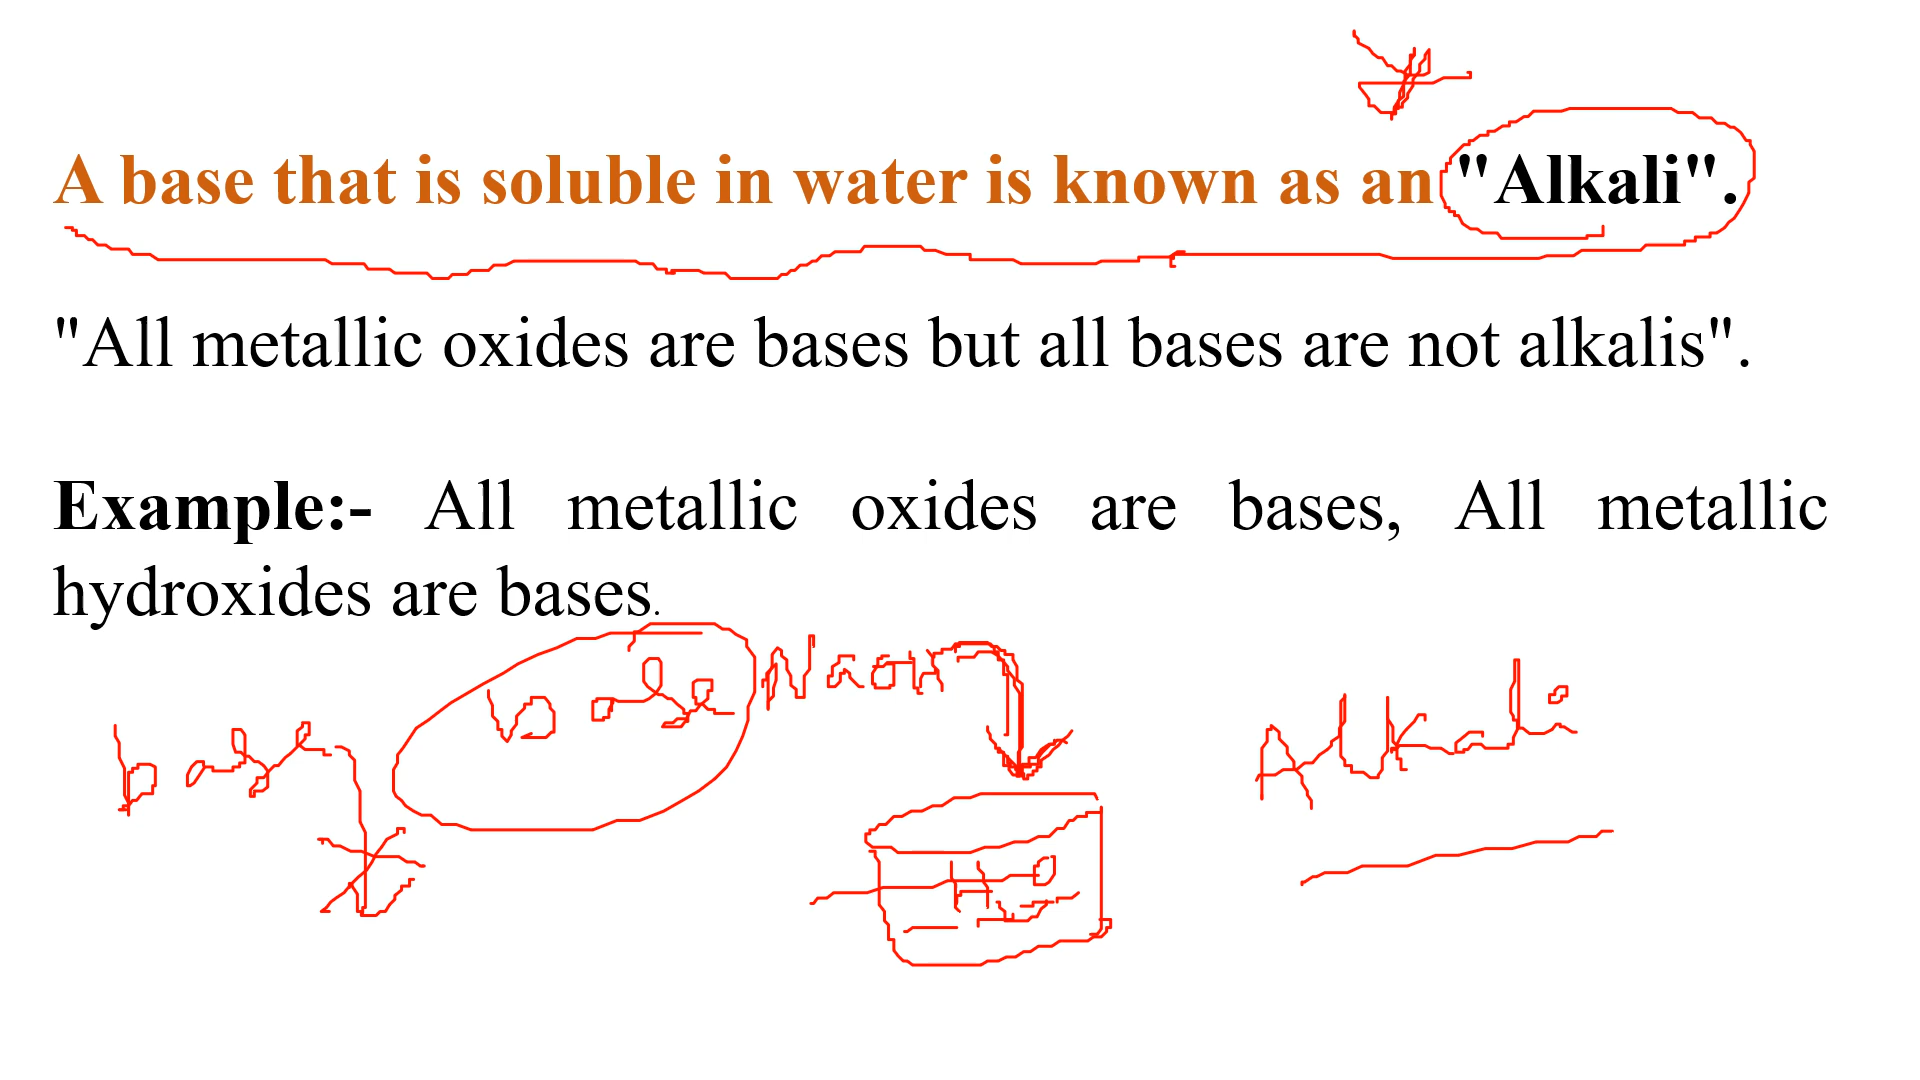 A base that is soluble in water is known as an "Alkali".
"All metallic oxides are bases but all bases are not alkalis".
Example:- All metallic oxides are bases, All metallic
hydroxides are bases.
base base NaOH Alkali
H₂O